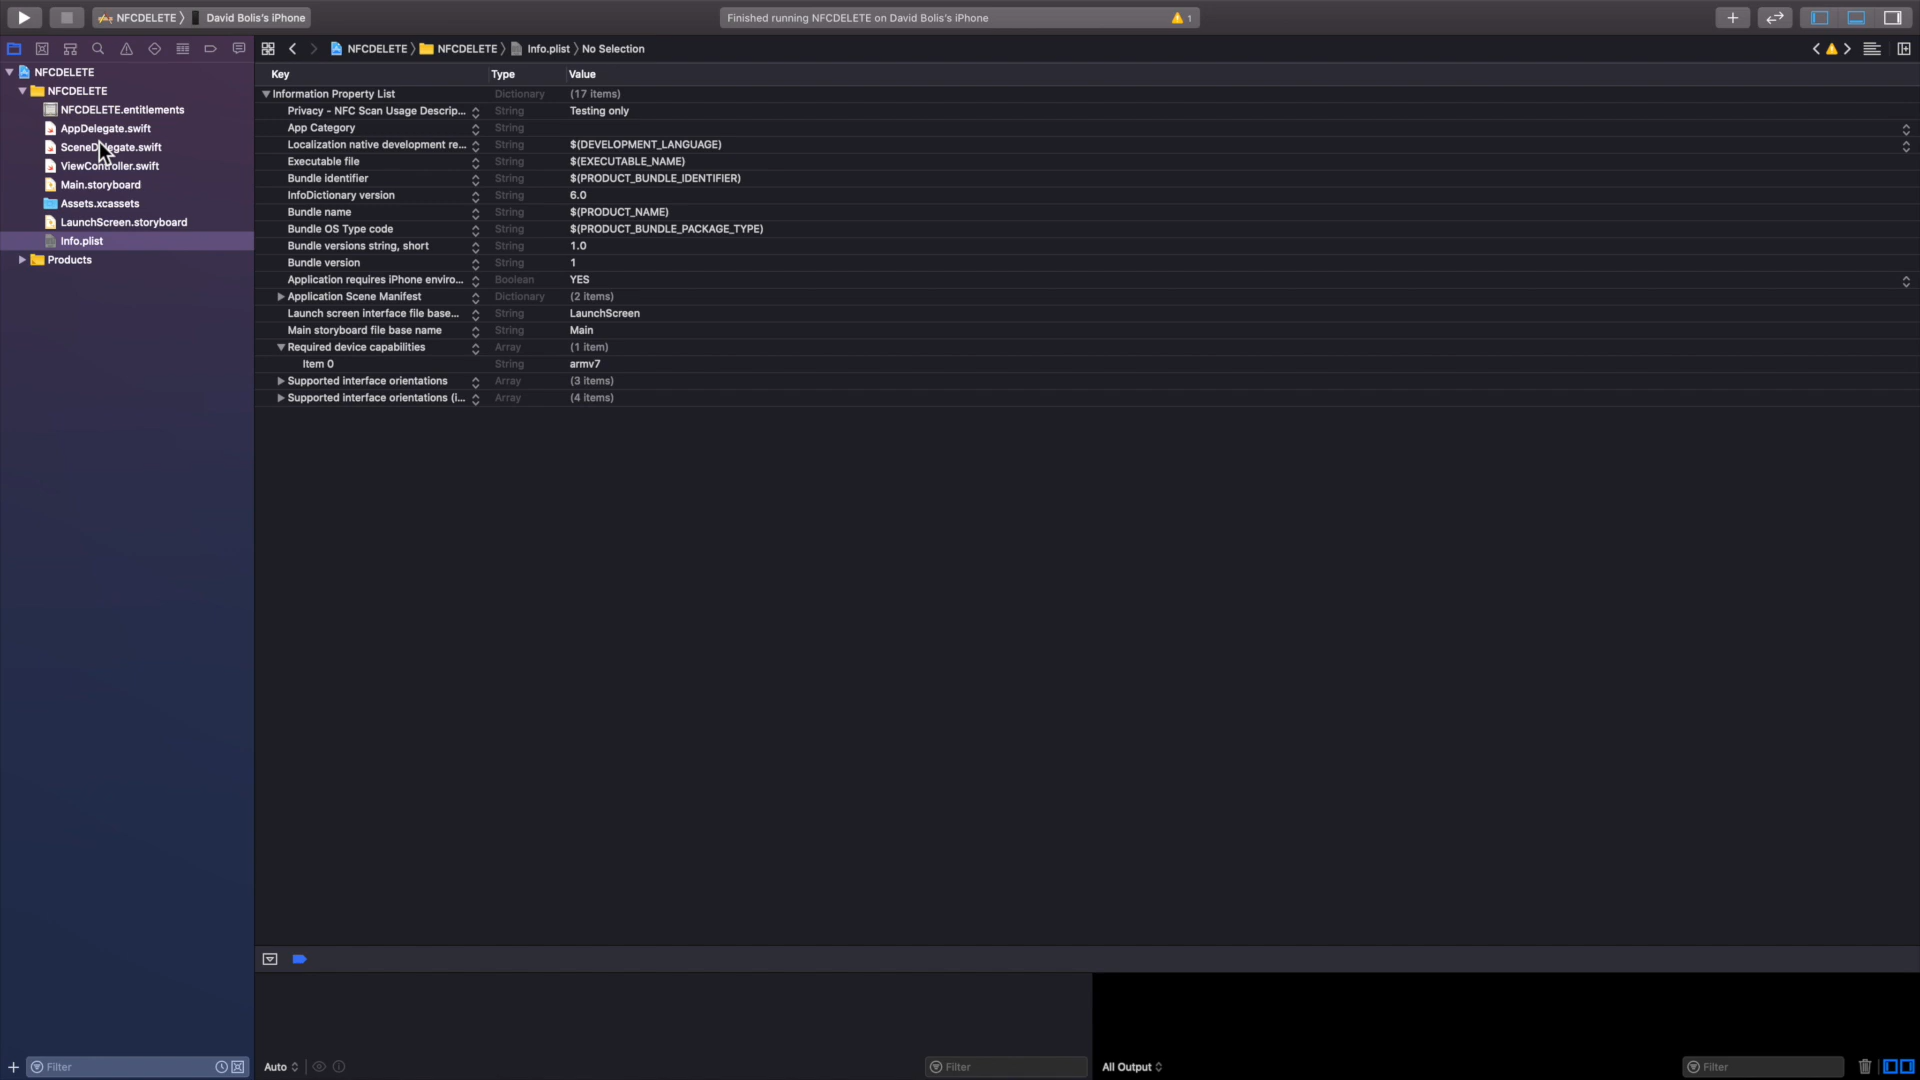 NFCDELETE 〉 David Bolis's iPhone
Finished running NFCDELETE on David Bolis's iPhone
1
NFCDELETE 〉 NFCDELETE 〉 Info.plist 〉 No Selection
NFCDELETE
NFCDELETE
NFCDELETE.entitlements
AppDelegate.swift
SceneDelegate.swift
ViewController.swift
Main.storyboard
Assets.xcassets
LaunchScreen.storyboard
Info.plist
Products
Key Type Value
Information Property List Dictionary (17 items)
Privacy - NFC Scan Usage Descrip... String Testing only
App Category String
Localization native development re... String $(DEVELOPMENT_LANGUAGE)
Executable file String $(EXECUTABLE_NAME)
Bundle identifier String $(PRODUCT_BUNDLE_IDENTIFIER)
InfoDictionary version String 6.0
Bundle name String $(PRODUCT_NAME)
Bundle OS Type code String $(PRODUCT_BUNDLE_PACKAGE_TYPE)
Bundle versions string, short String 1.0
Bundle version String 1
Application requires iPhone enviro... Boolean YES
Application Scene Manifest Dictionary (2 items)
Launch screen interface file base... String LaunchScreen
Main storyboard file base name String Main
Required device capabilities Array (1 item)
Item 0 String armv7
Supported interface orientations Array (3 items)
Supported interface orientations (i... Array (4 items)
Filter Auto Filter All Output Filter